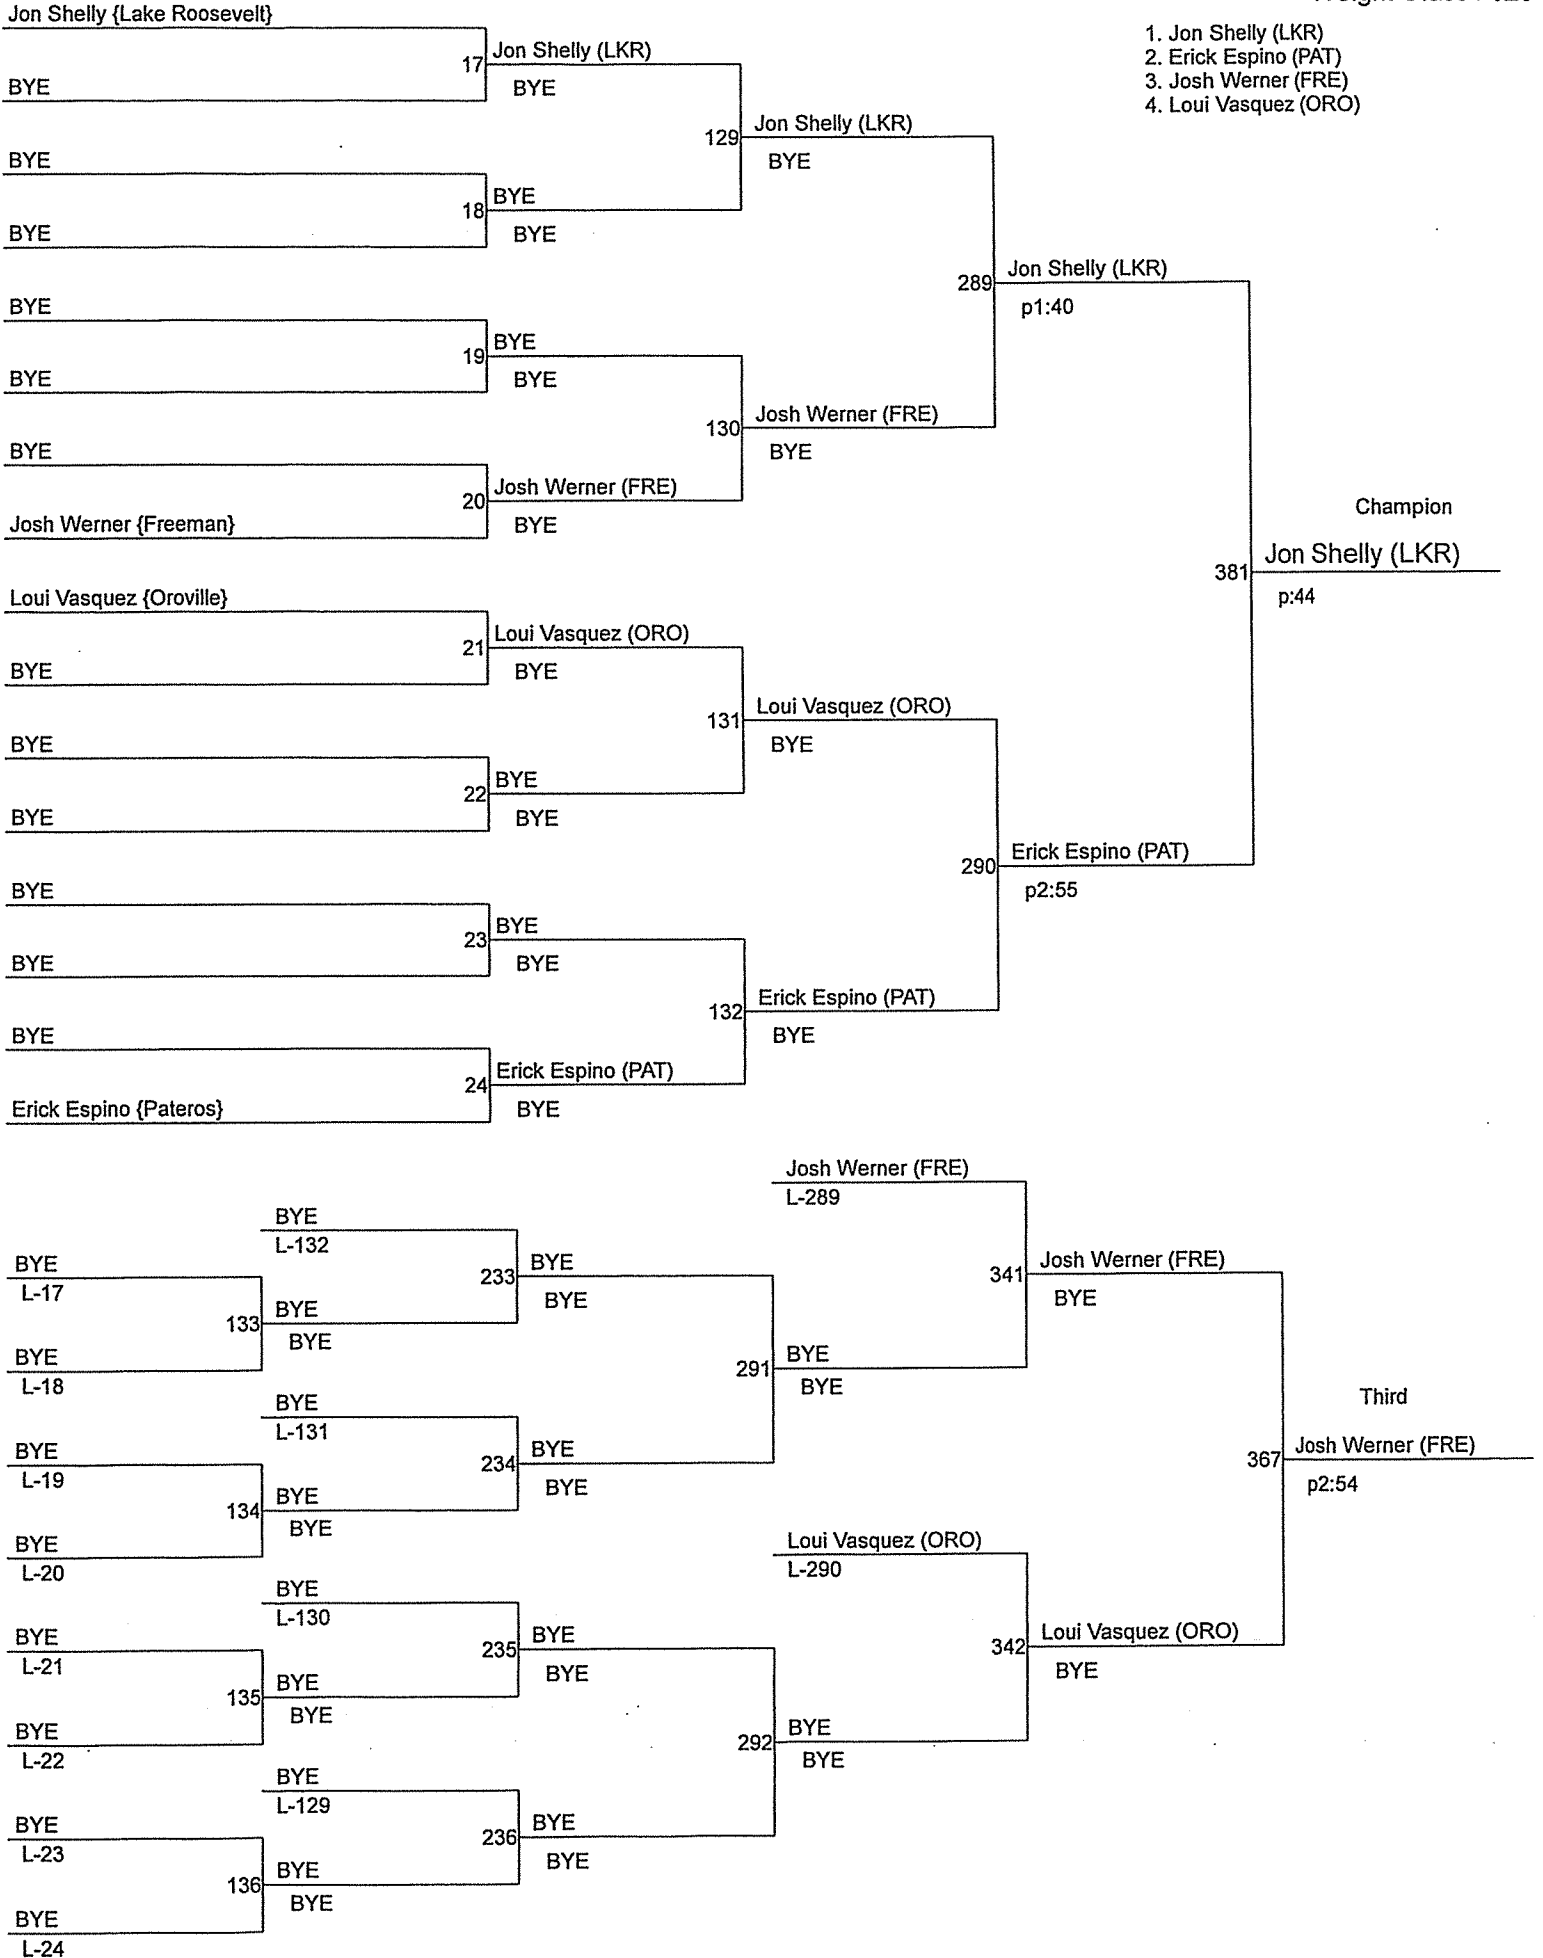 Jon Shelly {Lake Roosevelt}
1. Jon Shelly (LKR)
2. Erick Espino (PAT)
3. Josh Werner (FRE)
4. Loui Vasquez (ORO)
17 Jon Shelly (LKR)
BYE
BYE
129 Jon Shelly (LKR)
BYE
BYE
18 BYE
BYE
BYE
289 Jon Shelly (LKR)
p1:40
BYE
19 BYE
BYE
BYE
130 Josh Werner (FRE)
BYE
BYE
20 Josh Werner (FRE)
BYE
Josh Werner {Freeman}
Champion
381 Jon Shelly (LKR)
p:44
Loui Vasquez {Oroville}
21 Loui Vasquez (ORO)
BYE
BYE
131 Loui Vasquez (ORO)
BYE
BYE
22 BYE
BYE
BYE
290 Erick Espino (PAT)
p2:55
BYE
23 BYE
BYE
BYE
132 Erick Espino (PAT)
BYE
BYE
24 Erick Espino (PAT)
BYE
Erick Espino {Pateros}
Josh Werner (FRE)
L-289
BYE
L-132
BYE
L-17
233 BYE
BYE
341 Josh Werner (FRE)
BYE
133 BYE
BYE
BYE
L-18
291 BYE
BYE
BYE
L-131
Third
BYE
L-19
234 BYE
BYE
367 Josh Werner (FRE)
p2:54
134 BYE
BYE
BYE
L-20
Loui Vasquez (ORO)
L-290
BYE
L-130
BYE
L-21
235 BYE
BYE
342 Loui Vasquez (ORO)
BYE
135 BYE
BYE
BYE
L-22
292 BYE
BYE
BYE
L-129
BYE
L-23
236 BYE
BYE
136 BYE
BYE
BYE
L-24